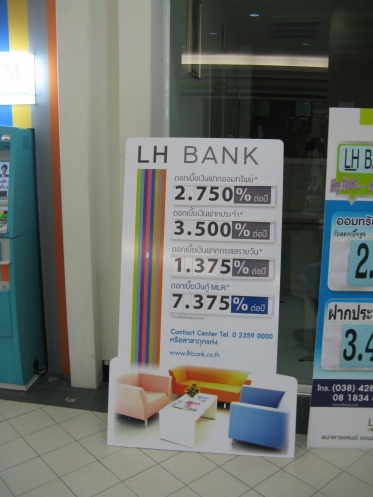 LH BANK
ดอกเบี้ยเงินฝากออมทรัพย์*
2.750% ต่อปี
ดอกเบี้ยเงินฝากประจำ*
3.500% ต่อปี
ดอกเบี้ยเงินฝากกระแสรายวัน*
1.375% ต่อปี
ดอกเบี้ยเงินกู้ MLR*
7.375% ต่อปี
Contact Center Tel. 0 2359 0000
หรือสาขาทุกแห่ง
www.lhbank.co.th
LH B
ออมทรั
2.
ฝากประ
3.4
โทร. (038) 428
08 1834